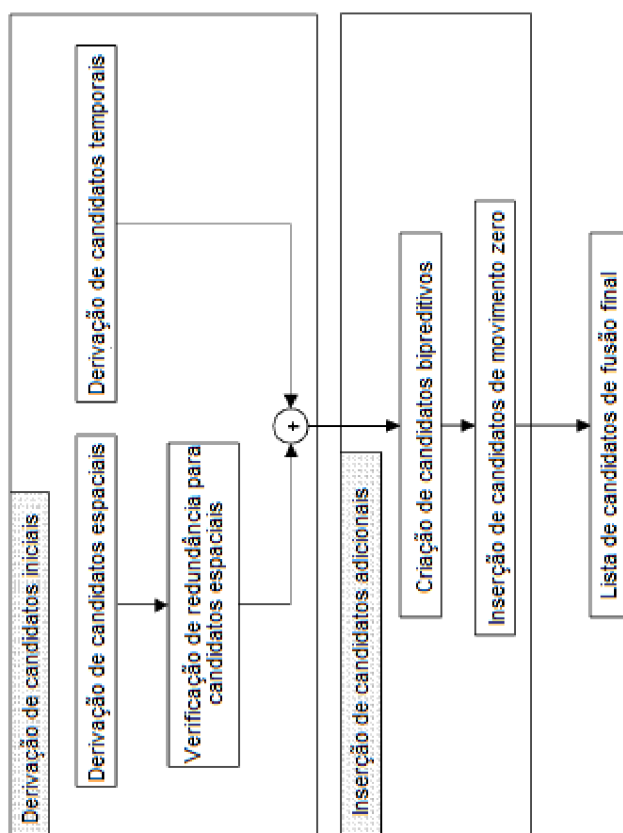 Derivação de candidatos iniciais
Derivação de candidatos espaciais
Derivação de candidatos temporais
Verificação de redundância para
candidatos espaciais
+
Inserção de candidatos adicionais
Criação de candidatos bipreditivos
Inserção de candidatos de movimento zero
Lista de candidatos de fusão final